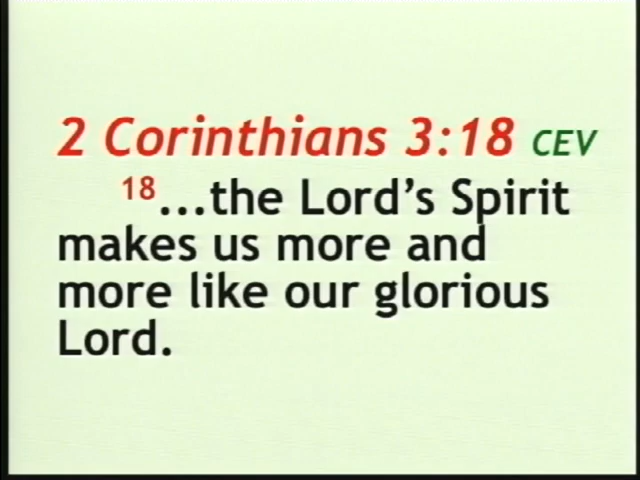 2 Corinthians 3:18 CEV
18...the Lord's Spirit
makes us more and
more like our glorious
Lord.